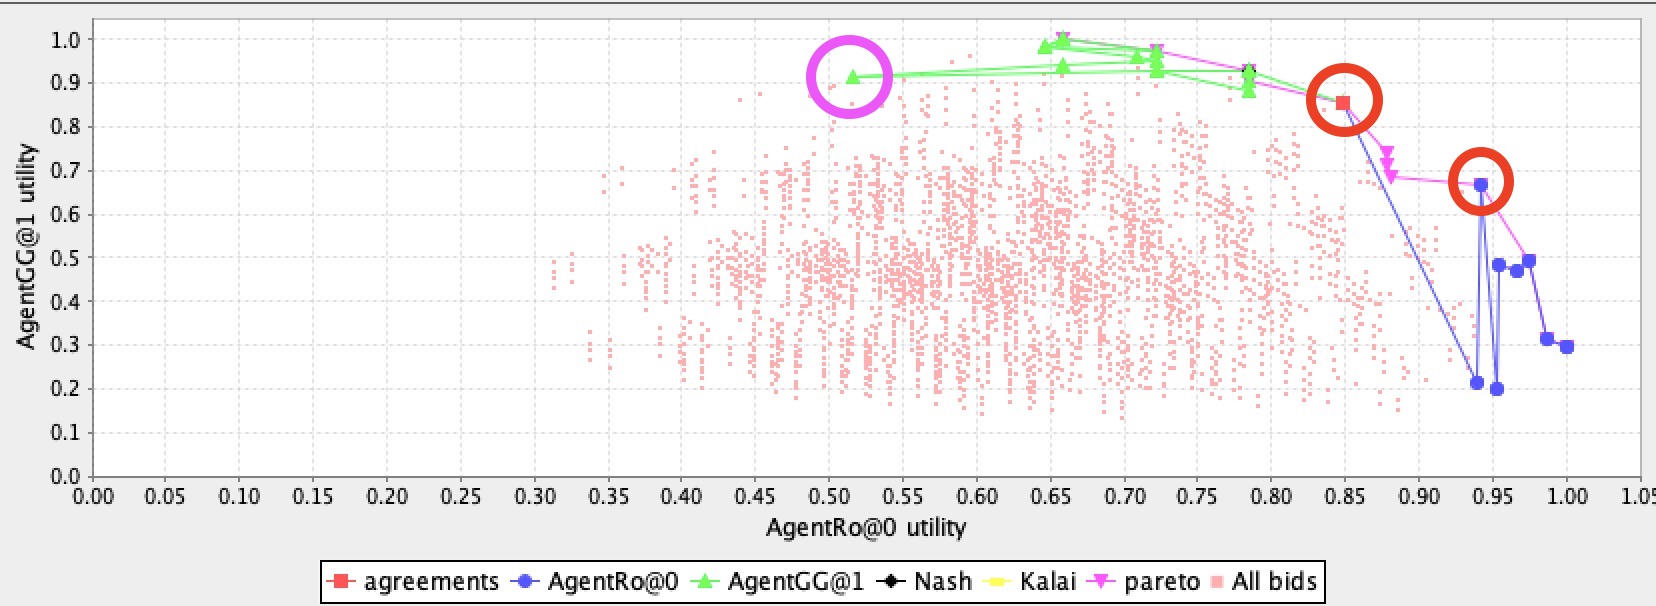 1.0
0.9
0.8
0.7
0.6
0.5
0.4
0.3
0.2
0.1
0.0
AgentGG@1 utility
0.00 0.05 0.10 0.15 0.20 0.25 0.30 0.35 0.40 0.45 0.50 0.55 0.60 0.65 0.70 0.75 0.80 0.85 0.90 0.95 1.00 1.05
AgentRo@0 utility
agreements AgentRo@0 AgentGG@1 Nash Kalai pareto All bids